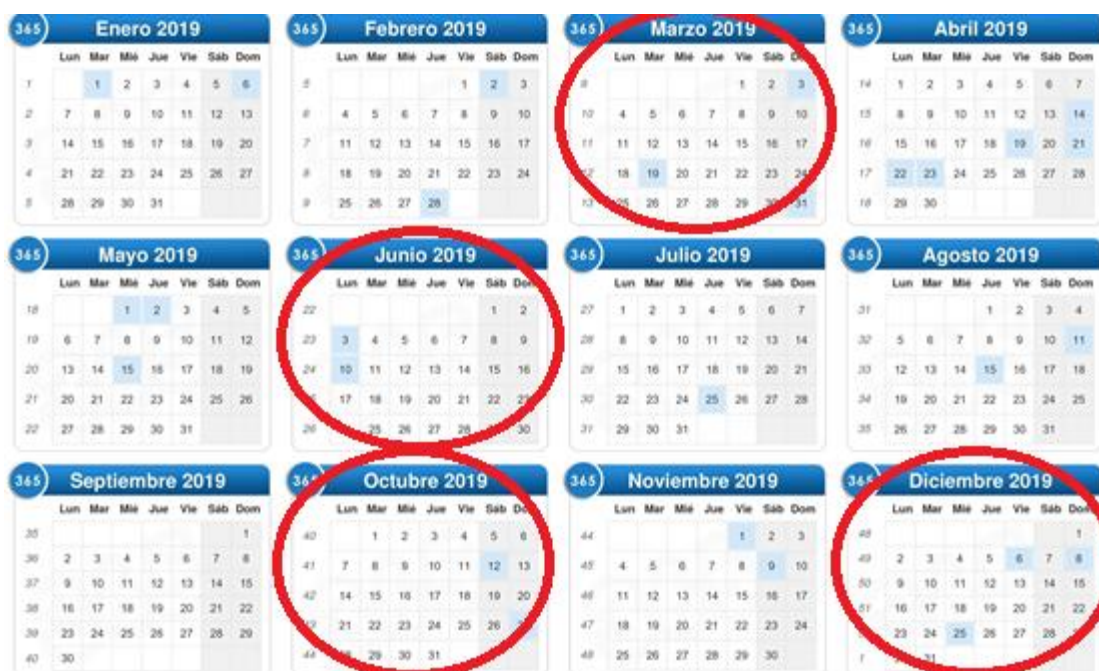 365 Enero 2019
Lun Mar Mié Jue Vie Sáb Dom
1 1 2 3 4 5 6
2 7 8 9 10 11 12 13
3 14 15 16 17 18 19 20
4 21 22 23 24 25 26 27
5 28 29 30 31
365 Febrero 2019
Lun Mar Mié Jue Vie Sáb Dom
5 1 2 3
6 4 5 6 7 8 9 10
7 11 12 13 14 15 16 17
8 18 19 20 21 22 23 24
9 25 26 27 28
365 Marzo 2019
Lun Mar Mié Jue Vie Sáb Dom
9 1 2 3
10 4 5 6 7 8 9 10
11 11 12 13 14 15 16 17
12 18 19 20 21 22 23 24
13 25 26 27 28 29 30 31
365 Abril 2019
Lun Mar Mié Jue Vie Sáb Dom
14 1 2 3 4 5 6 7
15 8 9 10 11 12 13 14
16 15 16 17 18 19 20 21
17 22 23 24 25 26 27 28
18 29 30
365 Mayo 2019
Lun Mar Mié Jue Vie Sáb Dom
18 1 2 3 4 5
19 6 7 8 9 10 11 12
20 13 14 15 16 17 18 19
21 20 21 22 23 24 25 26
22 27 28 29 30 31
365 Junio 2019
Lun Mar Mié Jue Vie Sáb Dom
22 1 2
23 3 4 5 6 7 8 9
24 10 11 12 13 14 15 16
17 18 19 20 21 22 23
26 25 26 27 28 30
365 Julio 2019
Lun Mar Mié Jue Vie Sáb Dom
27 1 2 3 4 5 6 7
28 8 9 10 11 12 13 14
29 15 16 17 18 19 20 21
30 22 23 24 25 26 27 28
31 29 30 31
365 Agosto 2019
Lun Mar Mié Jue Vie Sáb Dom
31 1 2 3 4
32 5 6 7 8 9 10 11
33 12 13 14 15 16 17 18
34 19 20 21 22 23 24 25
35 26 27 28 29 30 31
365 Septiembre 2019
Lun Mar Mié Jue Vie Sáb Dom
35 1
36 2 3 4 5 6 7 8
37 9 10 11 12 13 14 15
38 16 17 18 19 20 21 22
39 23 24 25 26 27 28 29
40 30
365 Octubre 2019
Lun Mar Mié Jue Vie Sáb Dom
40 1 2 3 4 5 6
41 7 8 9 10 11 12 13
42 14 15 16 17 18 19 20
43 21 22 23 24 25 26
44 29 30 31
365 Noviembre 2019
Lun Mar Mié Jue Vie Sáb Dom
44 1 2 3
45 4 5 6 7 8 9 10
46 11 12 13 14 15 16 17
47 18 19 20 21 22 23 24
48 25 26 27 28 29 30
365 Diciembre 2019
Lun Mar Mié Jue Vie Sáb Dom
48 1
49 2 3 4 5 6 7 8
50 9 10 11 12 13 14 15
51 16 17 18 19 20 21 22
23 24 25 26 27 28
1 31